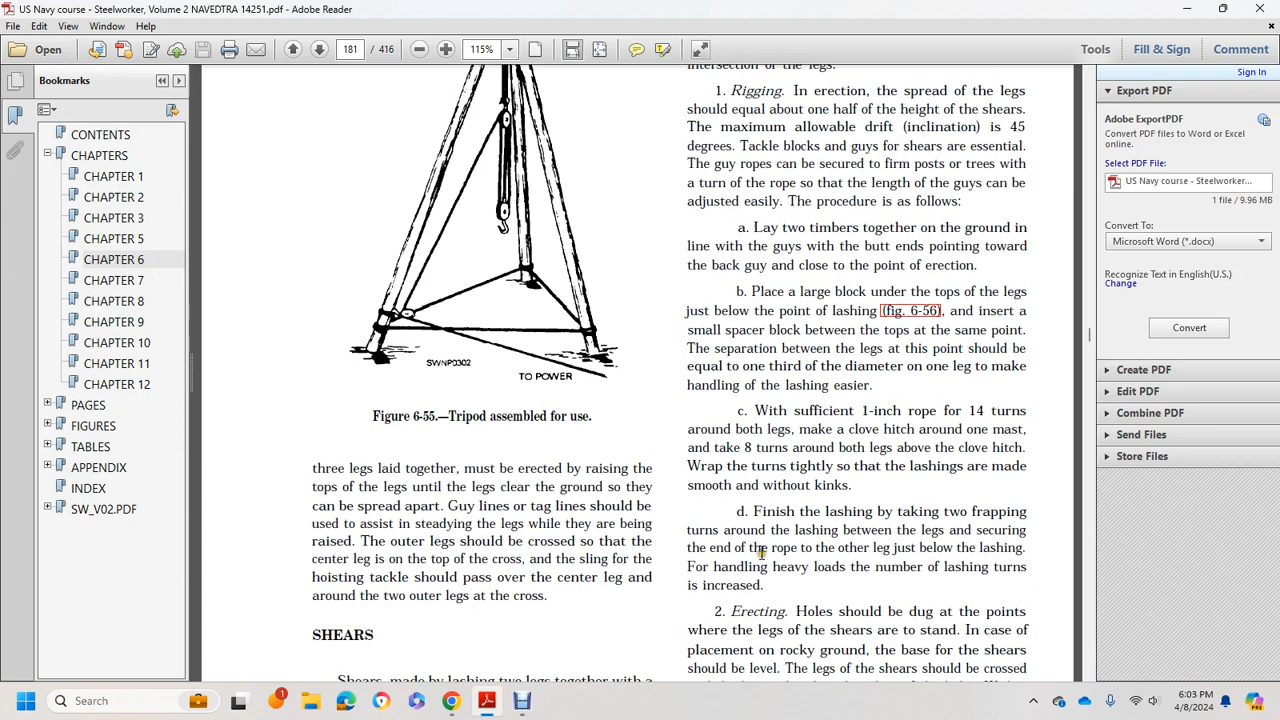 US Navy course - Steelworker, Volume 2 NAVEDTRA 14251.pdf - Adobe Reader
File Edit View Window Help
Open 181 / 416 115% Tools Fill & Sign Comment
Bookmarks
CONTENTS
CHAPTERS
CHAPTER 1
CHAPTER 2
CHAPTER 3
CHAPTER 5
CHAPTER 6
CHAPTER 7
CHAPTER 8
CHAPTER 9
CHAPTER 10
CHAPTER 11
CHAPTER 12
PAGES
FIGURES
TABLES
APPENDIX
INDEX
SW_V02.PDF
SWNP0302
TO POWER
Figure 6-55.—Tripod assembled for use.
three legs laid together, must be erected by raising the
tops of the legs until the legs clear the ground so they
can be spread apart. Guy lines or tag lines should be
used to assist in steadying the legs while they are being
raised. The outer legs should be crossed so that the
center leg is on the top of the cross, and the sling for the
hoisting tackle should pass over the center leg and
around the two outer legs at the cross.
SHEARS
Shears, made by lashing two legs together with a
intersection of the legs.
1. Rigging. In erection, the spread of the legs
should equal about one half of the height of the shears.
The maximum allowable drift (inclination) is 45
degrees. Tackle blocks and guys for shears are essential.
The guy ropes can be secured to firm posts or trees with
a turn of the rope so that the length of the guys can be
adjusted easily. The procedure is as follows:
a. Lay two timbers together on the ground in
line with the guys with the butt ends pointing toward
the back guy and close to the point of erection.
b. Place a large block under the tops of the legs
just below the point of lashing (fig. 6-56), and insert a
small spacer block between the tops at the same point.
The separation between the legs at this point should be
equal to one third of the diameter on one leg to make
handling of the lashing easier.
c. With sufficient 1-inch rope for 14 turns
around both legs, make a clove hitch around one mast,
and take 8 turns around both legs above the clove hitch.
Wrap the turns tightly so that the lashings are made
smooth and without kinks.
d. Finish the lashing by taking two frapping
turns around the lashing between the legs and securing
the end of the rope to the other leg just below the lashing.
For handling heavy loads the number of lashing turns
is increased.
2. Erecting. Holes should be dug at the points
where the legs of the shears are to stand. In case of
placement on rocky ground, the base for the shears
should be level. The legs of the shears should be crossed
Sign In
Export PDF
Adobe ExportPDF
Convert PDF files to Word or Excel
online.
Select PDF File:
US Navy course - Steelworker...
1 file / 9.96 MB
Convert To:
Microsoft Word (*.docx)
Recognize Text in English(U.S.)
Change
Convert
Create PDF
Edit PDF
Combine PDF
Send Files
Store Files
Search
1
6:03 PM
4/8/2024